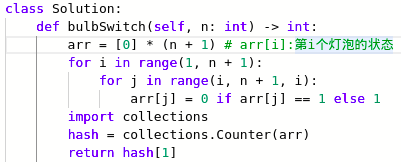 class Solution:
    def bulbSwitch(self, n: int) -> int:
        arr = [0] * (n + 1) # arr[i]:第i个灯泡的状态
        for i in range(1, n + 1):
            for j in range(i, n + 1, i):
                arr[j] = 0 if arr[j] == 1 else 1
        import collections
        hash = collections.Counter(arr)
        return hash[1]